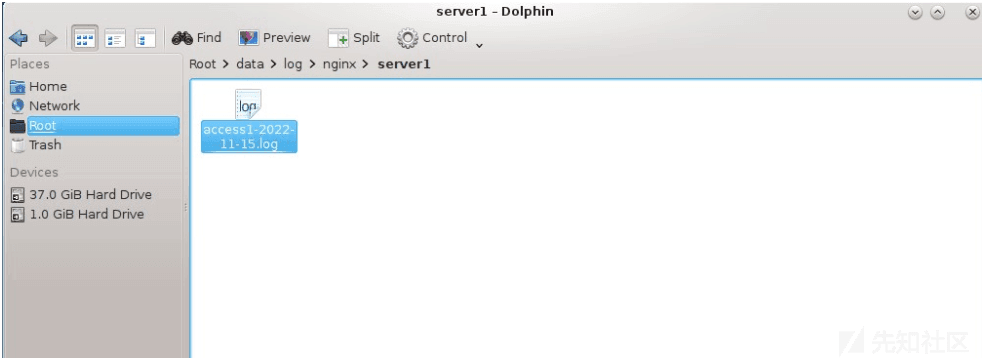 server1 – Dolphin
Find Preview Split Control
Places
Root > data > log > nginx > server1
Home
Network
Root
Trash
log
access1-2022-
11-15.log
Devices
37.0 GiB Hard Drive
1.0 GiB Hard Drive
先知社区